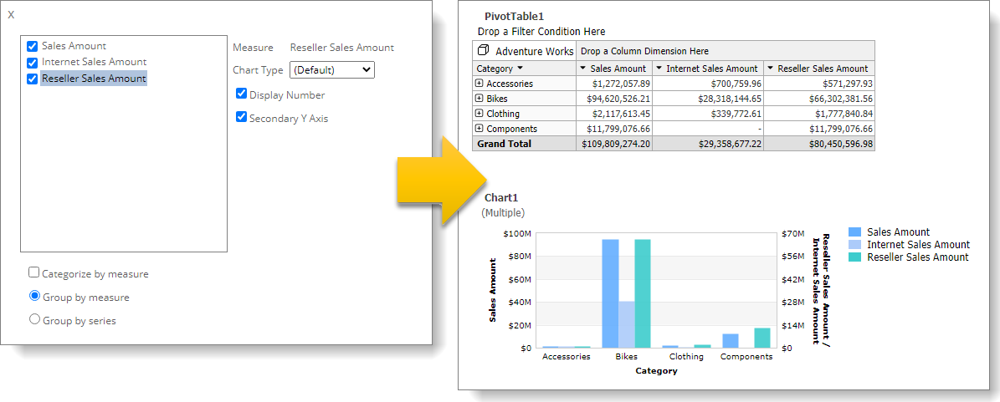 X
Sales Amount
Internet Sales Amount
Reseller Sales Amount
Measure Reseller Sales Amount
Chart Type (Default)
Display Number
Secondary Y Axis
Categorize by measure
Group by measure
Group by series
PivotTable1
Drop a Filter Condition Here
Adventure Works Drop a Column Dimension Here
Category Sales Amount Internet Sales Amount Reseller Sales Amount
Accessories $1,272,057.89 $700,759.96 $571,297.93
Bikes $94,620,526.21 $28,318,144.65 $66,302,381.56
Clothing $2,117,613.45 $339,772.61 $1,777,840.84
Components $11,799,076.66 - $11,799,076.66
Grand Total $109,809,274.20 $29,358,677.22 $80,450,596.98
Chart1
(Multiple)
Sales Amount
$100M
$80M
$60M
$40M
$20M
$0
Accessories Bikes Clothing Components
Category
$70M
$56M
$42M
$28M
$14M
$0
Reseller Sales Amount /
Internet Sales Amount
Sales Amount
Internet Sales Amount
Reseller Sales Amount